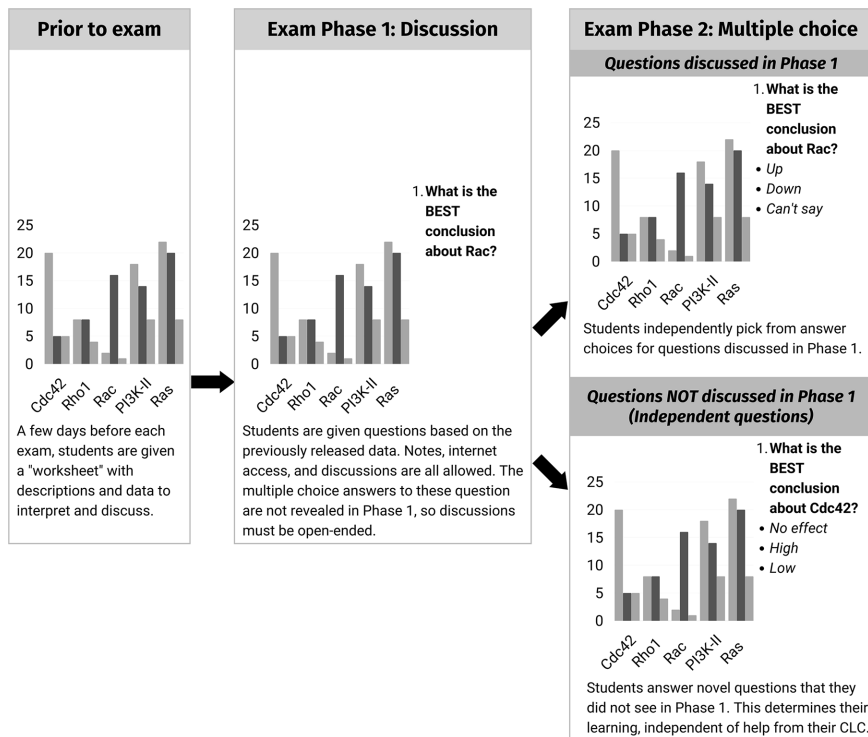 Prior to exam
25
20
15
10
5
0
Cdc42
Rho1
Rac
PI3K-II
Ras
A few days before each
exam, students are given
a "worksheet" with
descriptions and data to
interpret and discuss.
Exam Phase 1: Discussion
1. What is the
BEST
conclusion
about Rac?
25
20
15
10
5
0
Cdc42
Rho1
Rac
PI3K-II
Ras
Students are given questions based on the
previously released data. Notes, internet
access, and discussions are all allowed. The
multiple choice answers to these question
are not revealed in Phase 1, so discussions
must be open-ended.
Exam Phase 2: Multiple choice
Questions discussed in Phase 1
1. What is the
BEST
conclusion
about Rac?
• Up
• Down
• Can't say
25
20
15
10
5
0
Cdc42
Rho1
Rac
PI3K-II
Ras
Students independently pick from answer
choices for questions discussed in Phase 1.
Questions NOT discussed in Phase 1
(Independent questions)
1. What is the
BEST
conclusion
about Cdc42?
• No effect
• High
• Low
25
20
15
10
5
0
Cdc42
Rho1
Rac
PI3K-II
Ras
Students answer novel questions that they
did not see in Phase 1. This determines their
learning, independent of help from their CLC,